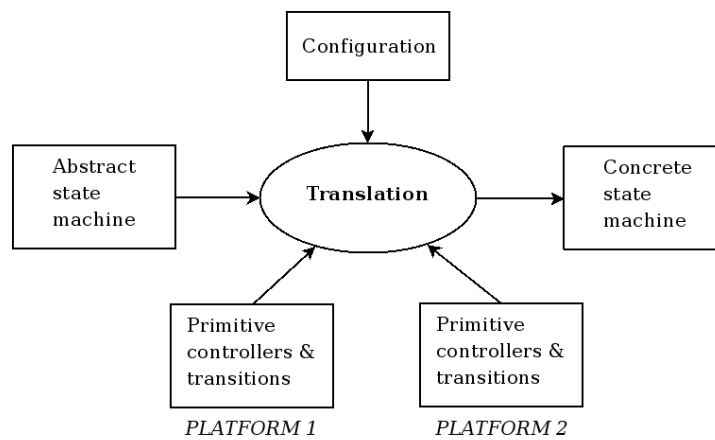 Configuration
Abstract
state
machine
Translation
Concrete
state
machine
Primitive
controllers &
transitions
PLATFORM 1
Primitive
controllers &
transitions
PLATFORM 2